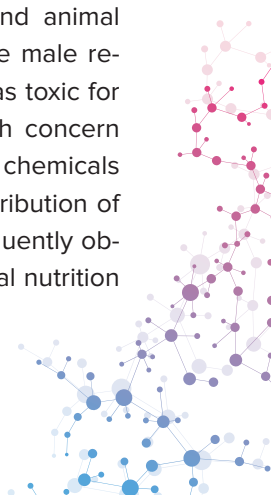 nd animal
e male re-
as toxic for
h concern
chemicals
ribution of
uently ob-
al nutrition